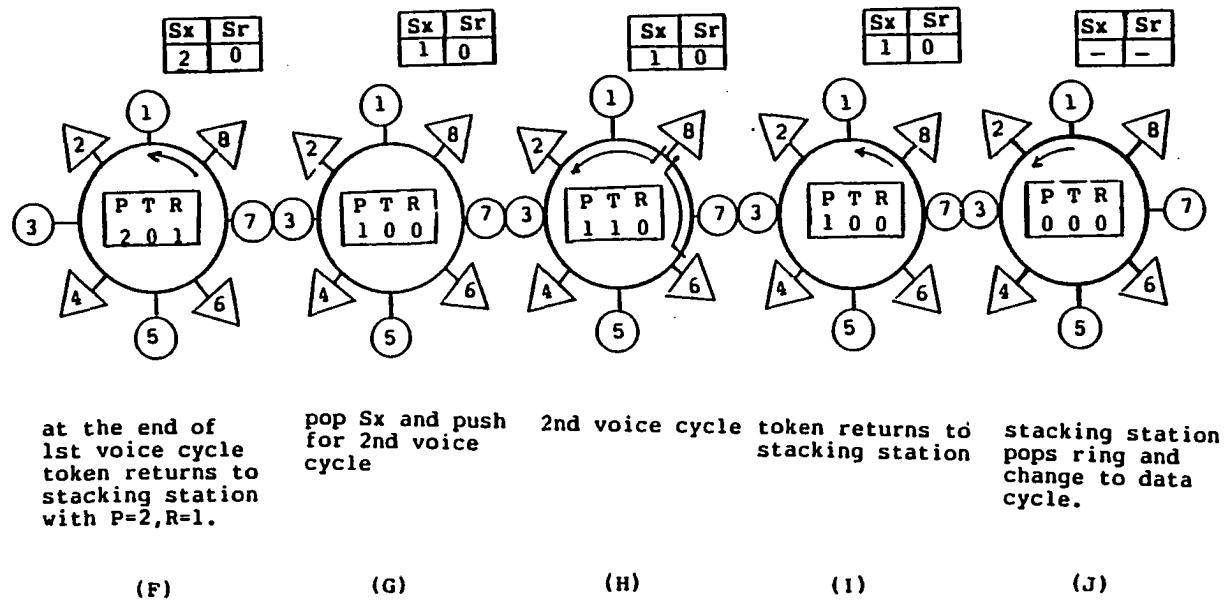 Sx Sr
2 0
Sx Sr
1 0
Sx Sr
1 0
Sx Sr
1 0
Sx Sr
– –
1
2
8
P T R
2 0 1
3
7
4
6
5
1
2
8
P T R
1 0 0
3
7
4
6
5
1
2
8
P T R
1 1 0
3
7
4
6
5
1
2
8
P T R
1 0 0
3
7
4
6
5
1
2
8
P T R
0 0 0
3
7
4
6
5
at the end of
1st voice cycle
token returns to
stacking station
with P=2,R=1.
(F)
pop Sx and push
for 2nd voice
cycle
(G)
2nd voice cycle
(H)
token returns to
stacking station
(I)
stacking station
pops ring and
change to data
cycle.
(J)